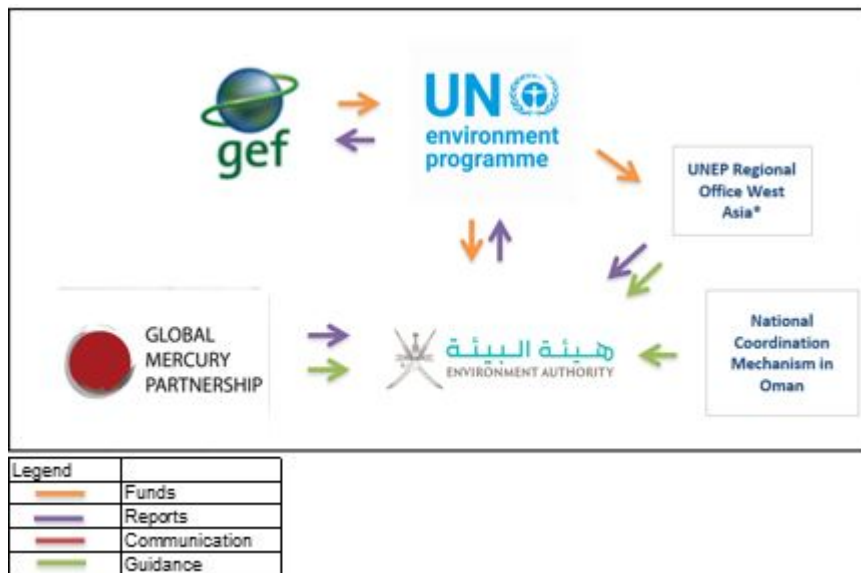 gef
UN
environment
programme
UNEP Regional
Office West
Asia*
GLOBAL
MERCURY
PARTNERSHIP
هيئة البيئة
ENVIRONMENT AUTHORITY
National
Coordination
Mechanism in
Oman
Legend
Funds
Reports
Communication
Guidance